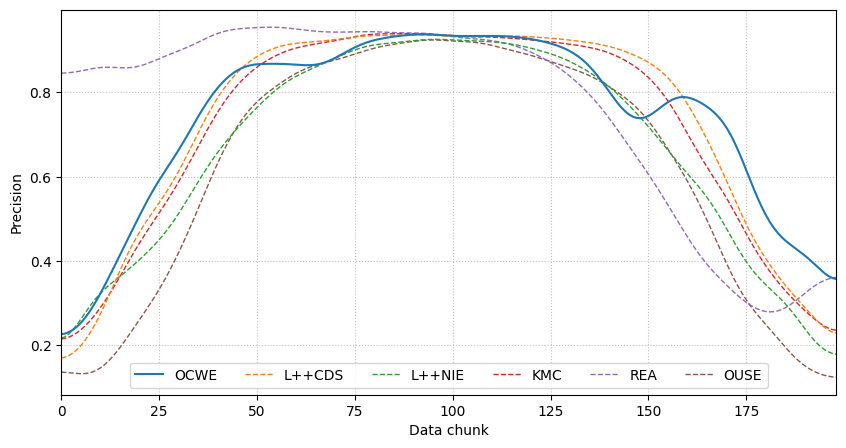 Precision
0.8
0.6
0.4
0.2
OCWE L++CDS L++NIE KMC REA OUSE
0 25 50 75 100 125 150 175
Data chunk